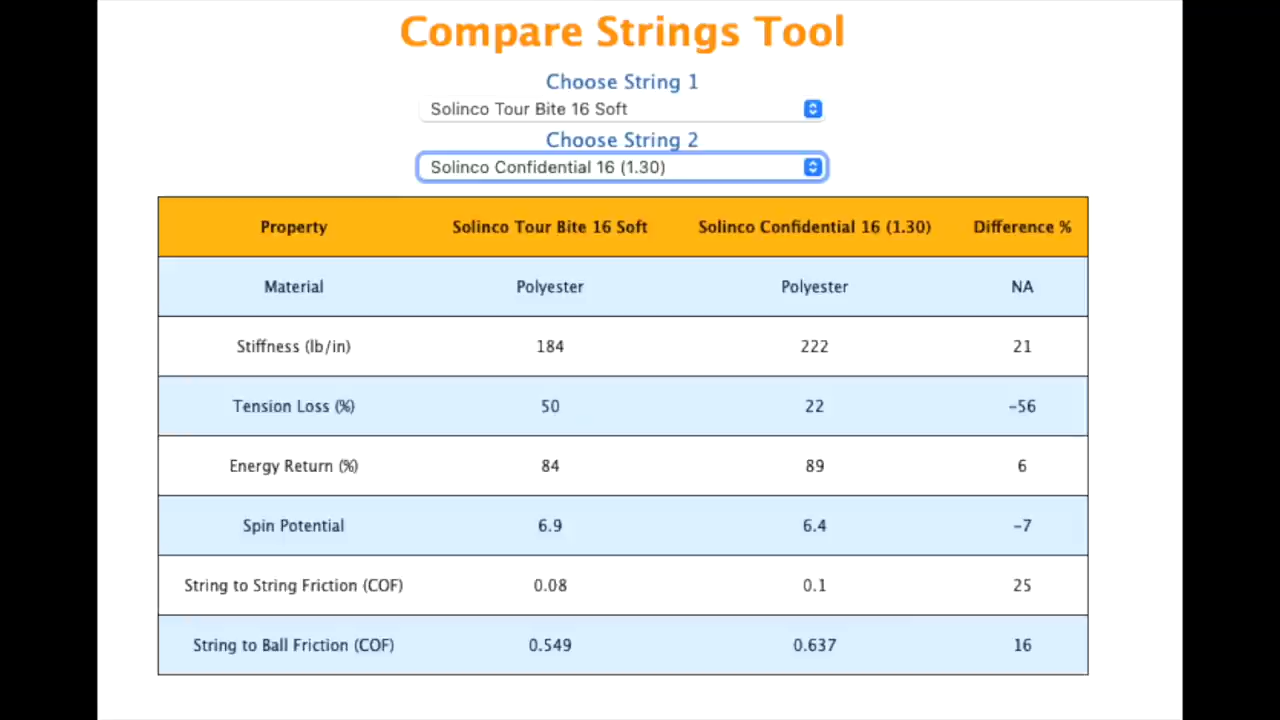 Compare Strings Tool
Choose String 1
Solinco Tour Bite 16 Soft
Choose String 2
Solinco Confidential 16 (1.30)
Property Solinco Tour Bite 16 Soft Solinco Confidential 16 (1.30) Difference %
Material Polyester Polyester NA
Stiffness (lb/in) 184 222 21
Tension Loss (%) 50 22 -56
Energy Return (%) 84 89 6
Spin Potential 6.9 6.4 -7
String to String Friction (COF) 0.08 0.1 25
String to Ball Friction (COF) 0.549 0.637 16